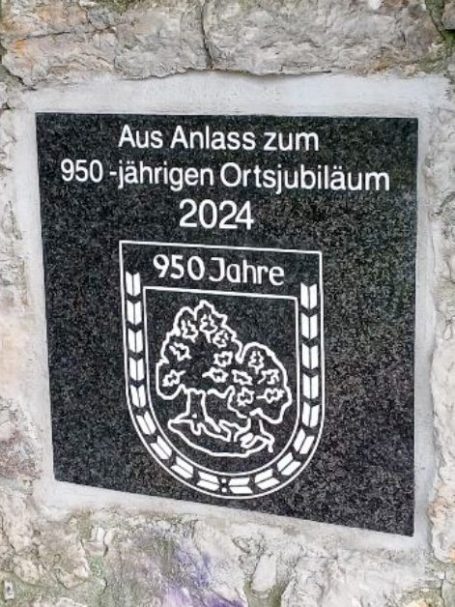 Aus Anlass zum
950 -jährigen Ortsjubiläum
2024
950 Jahre